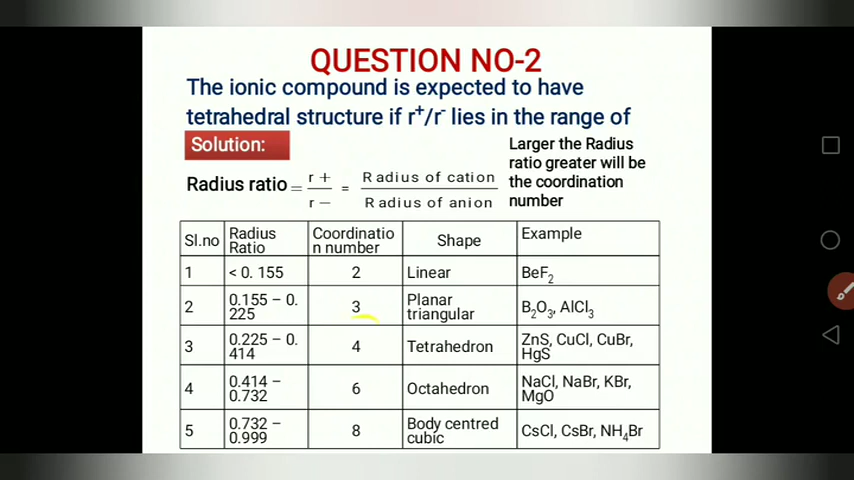 QUESTION NO-2
The ionic compound is expected to have
tetrahedral structure if r+/r- lies in the range of
Solution:
Larger the Radius
ratio greater will be
the coordination
number
Radius ratio = r + / r − = Radius of cation / Radius of anion
Sl.no Radius Ratio Coordinatio n number Shape Example
1 < 0. 155 2 Linear BeF2
2 0.155 – 0. 225 3 Planar triangular B2O3, AlCl3
3 0.225 – 0. 414 4 Tetrahedron ZnS, CuCl, CuBr, HgS
4 0.414 – 0.732 6 Octahedron NaCl, NaBr, KBr, MgO
5 0.732 – 0.999 8 Body centred cubic CsCl, CsBr, NH4Br